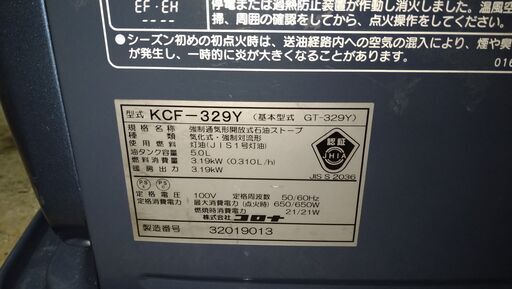 EF・EH
停電または過熱防止装置が作動し消火しました。温風空
掃、周囲の確認をしてから、点火操作をしてください。
●シーズン初めの初点火時は、送油経路内への空気の混入により、煙や臭
が発生し、一時的に炎が大きくなることがあります。 016
型式 KCF-329Y (基本型式 GT-329Y)
規格名称 強制通気形開放式石油ストーブ
種類 気化式・強制対流形
使用燃料 灯油(JIS1号灯油)
油タンク容量 5.0L
燃料消費量 3.19kW (0.310L/h)
暖房出力 3.19kW
認証
JHIA
JIS S 2036
PSC PSE
定格電圧 100V 定格周波数 50/60Hz
定格消費電力 最大消費電力(点火時) 650/650W
燃焼時消費電力 21/21W
株式会社 コロナ
製造番号 32019013